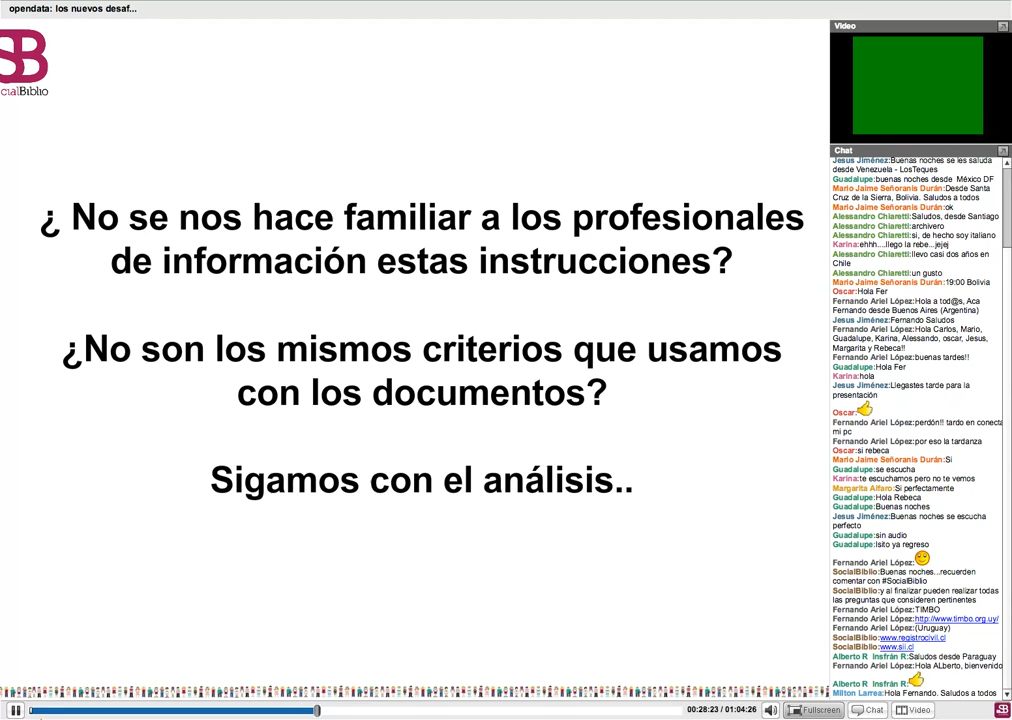 opendata: los nuevos desaf...
SB
cialBiblio
¿ No se nos hace familiar a los profesionales
de información estas instrucciones?
¿No son los mismos criterios que usamos
con los documentos?
Sigamos con el análisis..
Video
Chat
Jesus Jiménez:Buenas noches se les saluda
desde Venezuela - LosTeques
Guadalupe:buenas noches desde México DF
Mario Jaime Señoranis Durán:Desde Santa
Cruz de la Sierra, Bolivia. Saludos a todos
Mario Jaime Señoranis Durán:ok
Alessandro Chiaretti:Saludos, desde Santiago
Alessandro Chiaretti:archivero
Alessandro Chiaretti:si, de hecho soy italiano
Karina:ehhh....llego la rebe...jejej
Alessandro Chiaretti:llevo casi dos años en
Chile
Alessandro Chiaretti:un gusto
Mario Jaime Señoranis Durán:19:00 Bolivia
Oscar:Hola Fer
Fernando Ariel López:Hola a tod@s, Aca
Fernando desde Buenos Aires (Argentina)
Jesus Jiménez:Fernando Saludos
Fernando Ariel López:Hola Carlos, Mario,
Guadalupe, Karina, Alessando, oscar, Jesus,
Margarita y Rebeca!!
Fernando Ariel López:buenas tardes!!
Guadalupe:Hola Fer
Karina:hola
Jesus Jiménez:Llegastes tarde para la
presentación
Oscar:
Fernando Ariel López:perdón!! tardo en conecta
mi pc
Fernando Ariel López:por eso la tardanza
Oscar:si rebeca
Mario Jaime Señoranis Durán:Si
Guadalupe:se escucha
Karina:te escuchamos pero no te vemos
Margarita Alfaro:Si perfectamente
Guadalupe:Hola Rebeca
Guadalupe:Buenas noches
Jesus Jiménez:Buenas noches se escucha
perfecto
Guadalupe:sin audio
Guadalupe:lsito ya regreso
Fernando Ariel López:
SocialBiblio:Buenas noches...recuerden
comentar con #SocialBiblio
SocialBiblio:y al finalizar pueden realizar todas
las preguntas que consideren pertinentes
Fernando Ariel López:TIMBO
Fernando Ariel López:http://www.timbo.org.uy/
Fernando Ariel López:(Uruguay)
SocialBiblio:www.registrocivil.cl
SocialBiblio:www.sii.cl
Alberto R Insfrán R:Saludos desde Paraguay
Fernando Ariel López:Hola ALberto, bienvenido
Alberto R Insfrán R:
Milton Larrea:Hola Fernando. Saludos a todos
00:28:23 / 01:04:26
Fullscreen
Chat
Video
SB